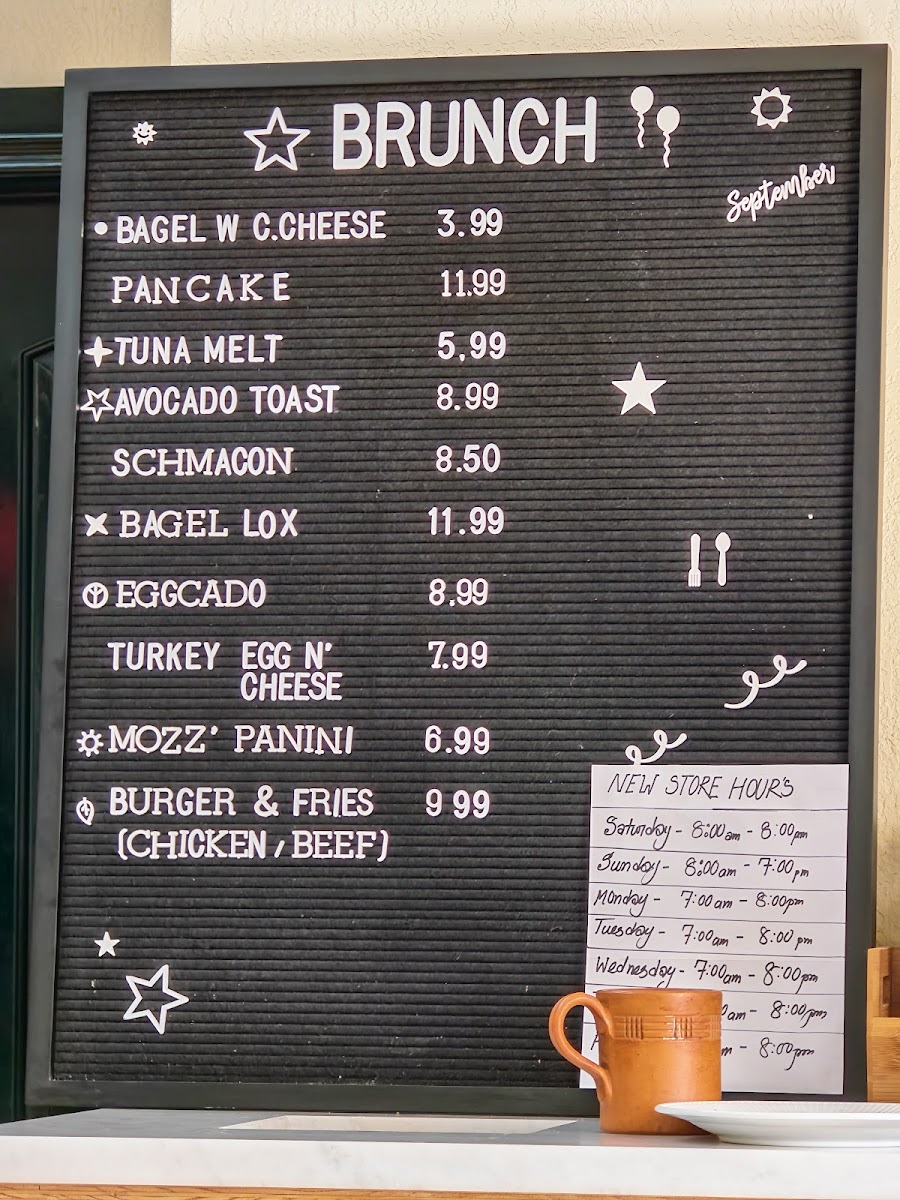 BRUNCH
September
BAGEL W C.CHEESE 3.99
PANCAKE 11.99
TUNA MELT 5,99
AVOCADO TOAST 8.99
SCHMACON 8.50
BAGEL LOX 11.99
EGGCADO 8.99
TURKEY EGG N' 7.99
CHEESE
MOZZ' PANINI 6.99
BURGER & FRIES 9 99
(CHICKEN / BEEF)
NEW STORE HOUR'S
Saturday - 8:00am - 8:00pm
Sunday - 8:00am - 7:00pm
Monday - 7:00am - 8:00pm
Tuesday - 7:00am - 8:00pm
Wednesday - 7:00am - 8:00pm
am - 8:00pm
m - 8:00pm